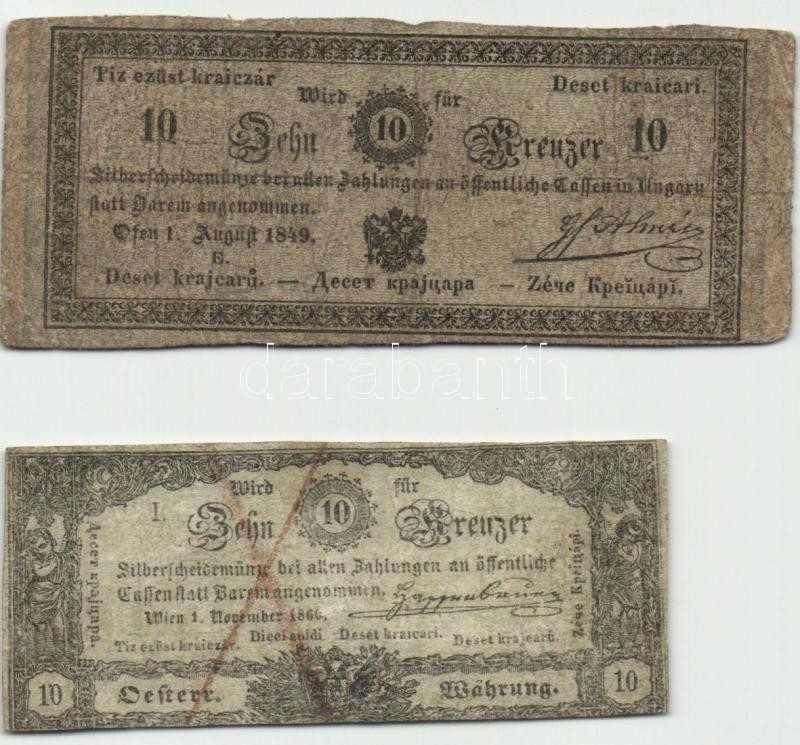 Tiz ezüst kraiczár Deset kraicari.
Wird 10 für
10 Zehn Kreuzer 10
Silberscheidemünze bei allen Zahlungen an öffentliche Cassen in Ungarn
statt Barem angenommen.
Ofen 1. August 1849.
E.
Deset krajcarů. — Десет крајцара — Zéче Креĭцápĭ.
darabanth
Wird 10 für
I. Zehn Kreuzer
Silberscheidemünze bei allen Zahlungen an öffentliche
Cassen statt Barem angenommen.
Wien 1. November 1860.
Tiz ezüst kraiczár. Dieci soldi Deset kraicari. Deset krajcarů.
Десет крајцара.
Zéче Креĭцápĭ.
10 Oesterr. Währung. 10